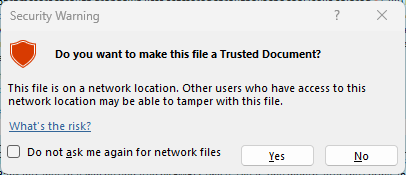 Security Warning
?
Do you want to make this file a Trusted Document?
This file is on a network location. Other users who have access to this
network location may be able to tamper with this file.
What's the risk?
Do not ask me again for network files
Yes
No